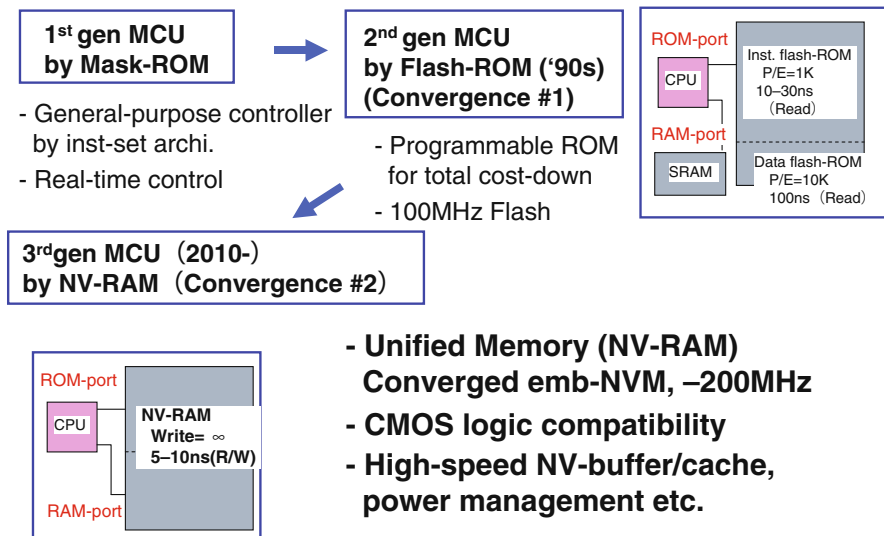 1st gen MCU
by Mask-ROM
- General-purpose controller
by inst-set archi.
- Real-time control
2nd gen MCU
by Flash-ROM (‘90s)
(Convergence #1)
- Programmable ROM
for total cost-down
- 100MHz Flash
ROM-port
CPU
RAM-port
SRAM
Inst. flash-ROM
P/E=1K
10–30ns
(Read)
Data flash-ROM
P/E=10K
100ns (Read)
3rdgen MCU (2010-)
by NV-RAM (Convergence #2)
ROM-port
CPU
RAM-port
NV-RAM
Write= ∞
5–10ns(R/W)
- Unified Memory (NV-RAM)
Converged emb-NVM, –200MHz
- CMOS logic compatibility
- High-speed NV-buffer/cache,
power management etc.